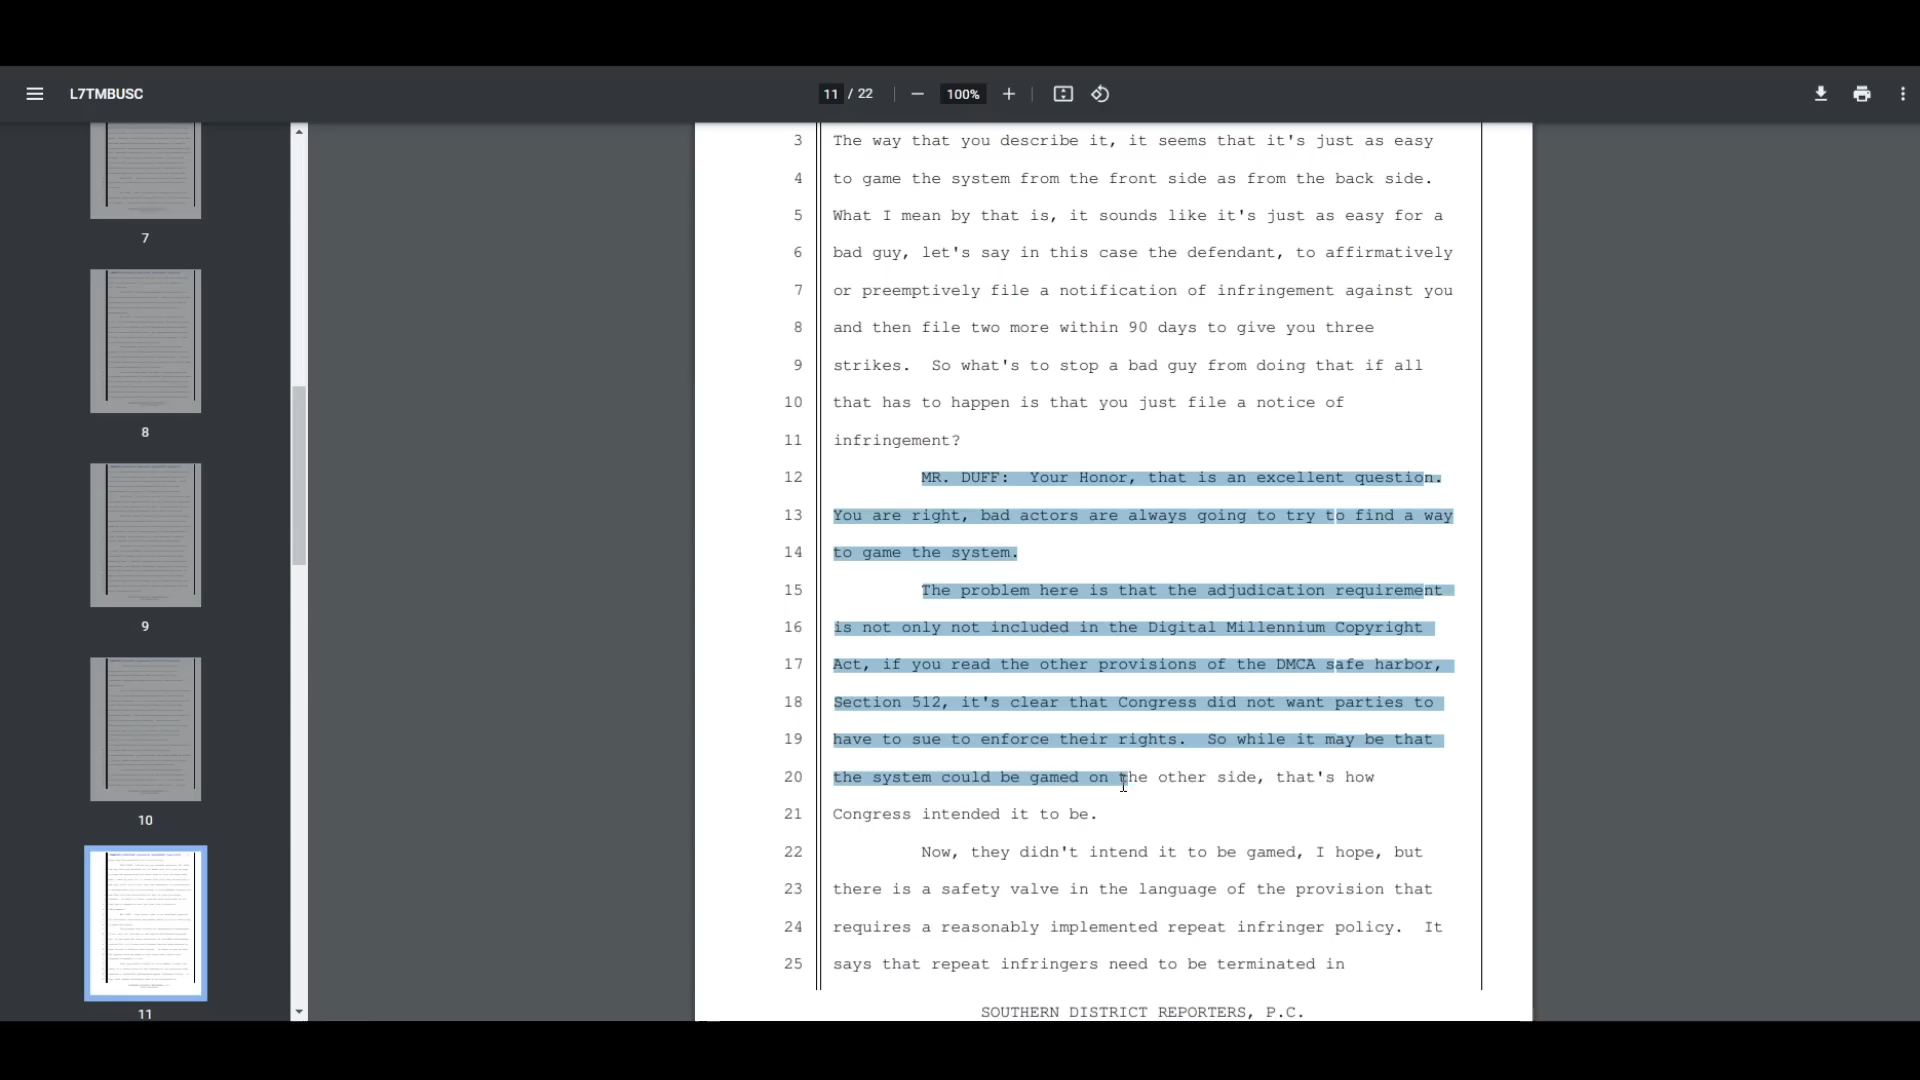 L7TMBUSC
11 / 22
100%
7
8
9
10
11
3 The way that you describe it, it seems that it's just as easy
4 to game the system from the front side as from the back side.
5 What I mean by that is, it sounds like it's just as easy for a
6 bad guy, let's say in this case the defendant, to affirmatively
7 or preemptively file a notification of infringement against you
8 and then file two more within 90 days to give you three
9 strikes. So what's to stop a bad guy from doing that if all
10 that has to happen is that you just file a notice of
11 infringement?
12 MR. DUFF: Your Honor, that is an excellent question.
13 You are right, bad actors are always going to try to find a way
14 to game the system.
15 The problem here is that the adjudication requirement
16 is not only not included in the Digital Millennium Copyright
17 Act, if you read the other provisions of the DMCA safe harbor,
18 Section 512, it's clear that Congress did not want parties to
19 have to sue to enforce their rights. So while it may be that
20 the system could be gamed on the other side, that's how
21 Congress intended it to be.
22 Now, they didn't intend it to be gamed, I hope, but
23 there is a safety valve in the language of the provision that
24 requires a reasonably implemented repeat infringer policy. It
25 says that repeat infringers need to be terminated in
SOUTHERN DISTRICT REPORTERS, P.C.